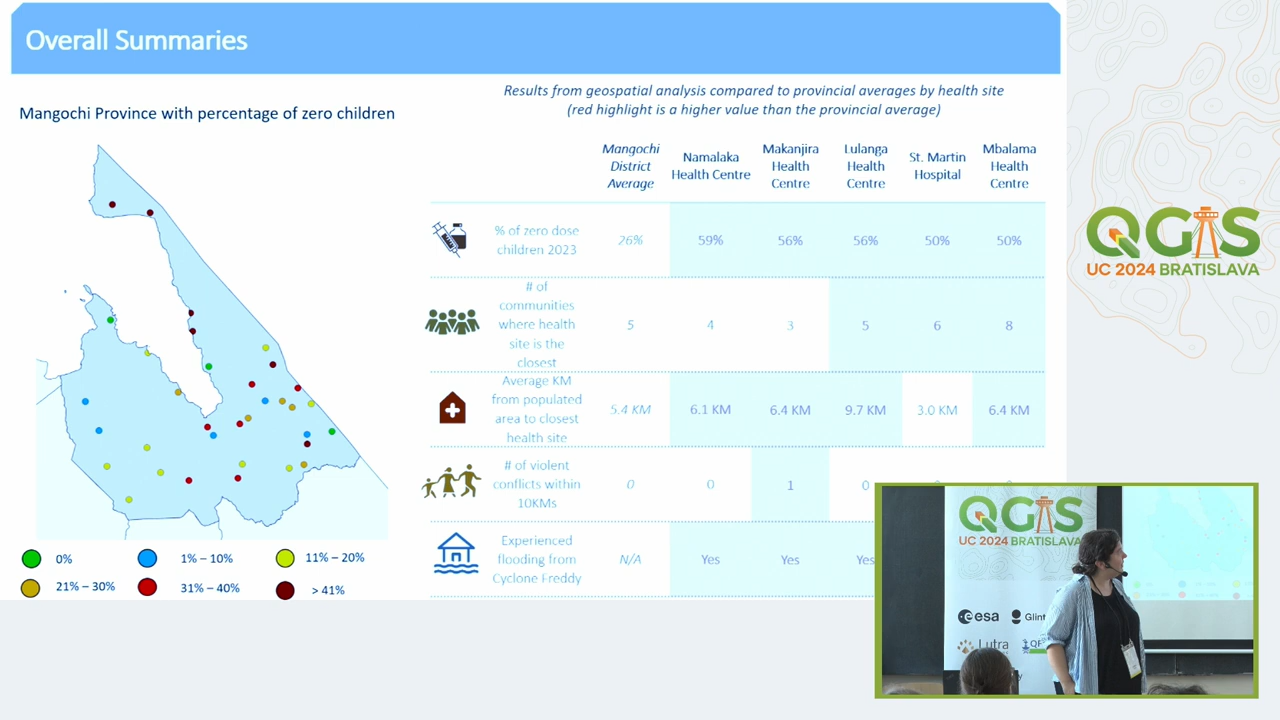 Overall Summaries
Mangochi Province with percentage of zero children
Results from geospatial analysis compared to provincial averages by health site
(red highlight is a higher value than the provincial average)
Mangochi
District
Average
Namalaka
Health Centre
Makanjira
Health
Centre
Lulanga
Health
Centre
St. Martin
Hospital
Mbalama
Health
Centre
% of zero dose
children 2023
26%
59%
56%
56%
50%
50%
# of
communities
where health
site is the
closest
5
4
3
5
6
8
Average KM
from populated
area to closest
health site
5.4 KM
6.1 KM
6.4 KM
9.7 KM
3.0 KM
6.4 KM
# of violent
conflicts within
10KMs
0
0
1
0
Experienced
flooding from
Cyclone Freddy
N/A
Yes
Yes
Yes
0%
1% – 10%
11% – 20%
21% – 30%
31% – 40%
> 41%
QGIS
UC 2024 BRATISLAVA
QGIS
UC 2024 BRATISLAVA
esa
Glint
Lutra